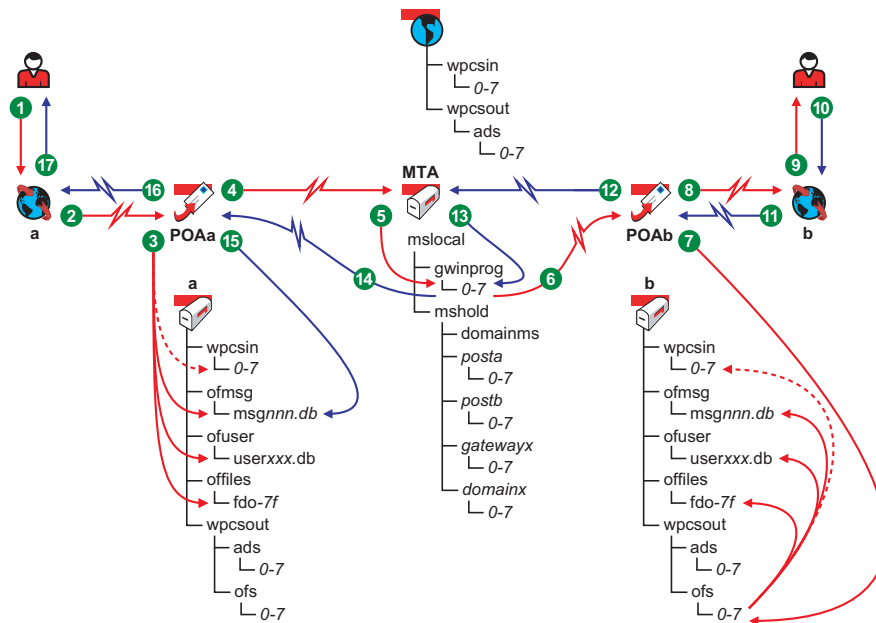 wpcsin
0-7
wpcsout
ads
0-7
1
17
16
4
MTA
12
8
10
9
2
5
13
11
a
POAa
POAb
b
3
15
14
6
7
mslocal
gwinprog
0-7
mshold
domainms
posta
0-7
postb
0-7
gatewayx
0-7
domainx
0-7
a
wpcsin
0-7
ofmsg
msgnnn.db
ofuser
userxxx.db
offiles
fdo-7f
wpcsout
ads
0-7
ofs
0-7
b
wpcsin
0-7
ofmsg
msgnnn.db
ofuser
userxxx.db
offiles
fdo-7f
wpcsout
ads
0-7
ofs
0-7